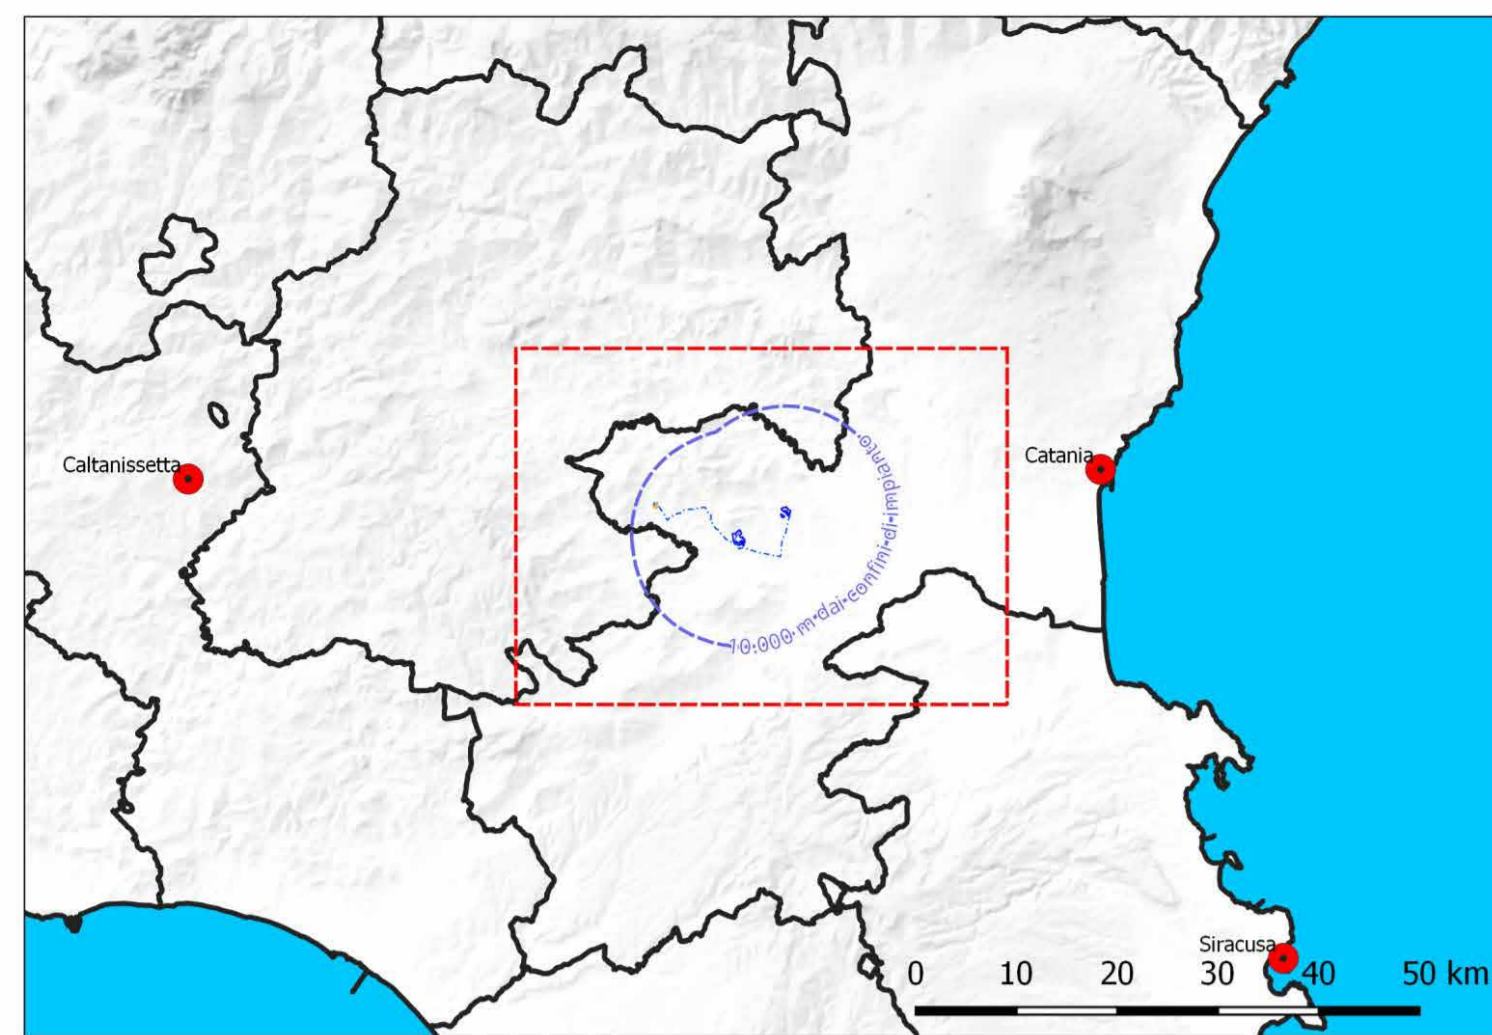 Caltanissetta
Catania
10.000 m dai confini di impianto
Siracusa
0 10 20 30 40 50 km